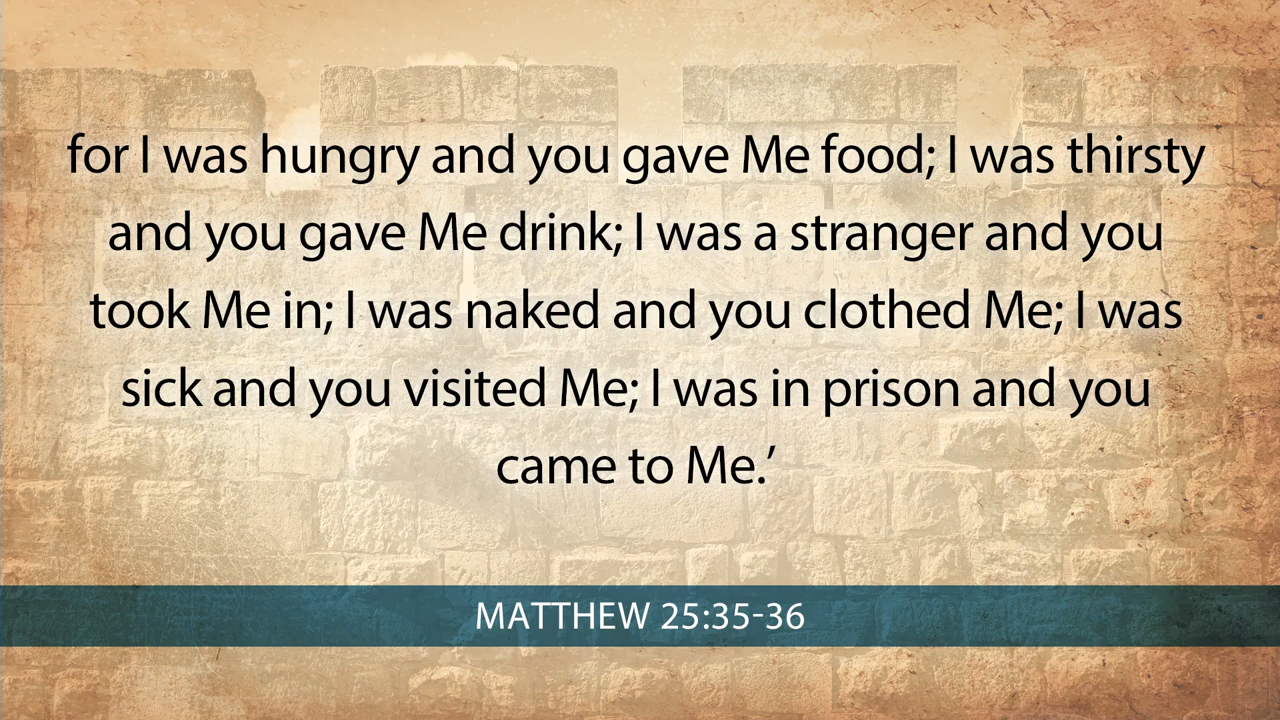 for I was hungry and you gave Me food; I was thirsty
and you gave Me drink; I was a stranger and you
took Me in; I was naked and you clothed Me; I was
sick and you visited Me; I was in prison and you
came to Me.’
MATTHEW 25:35-36